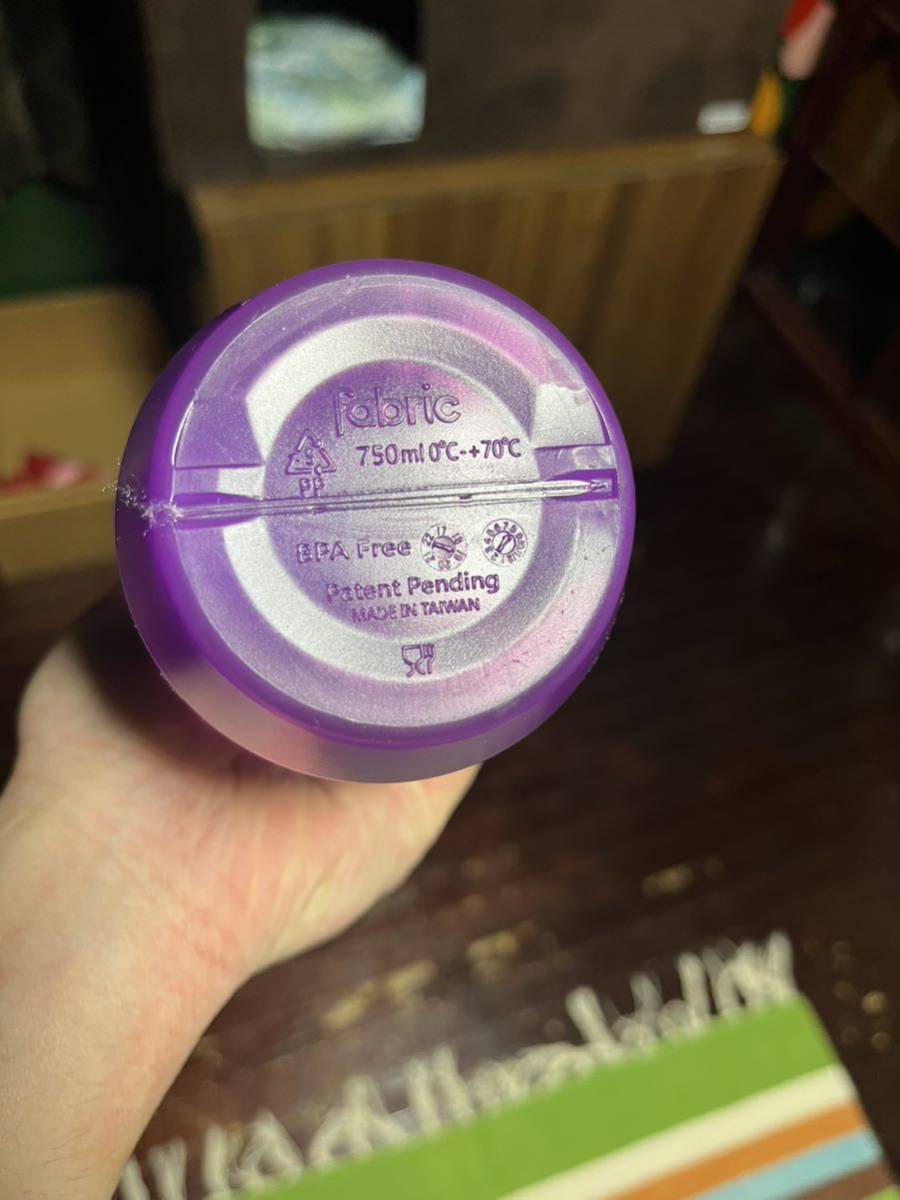 fabric
750ml 0°C-+70°C
PP
BPA Free
Patent Pending
MADE IN TAIWAN